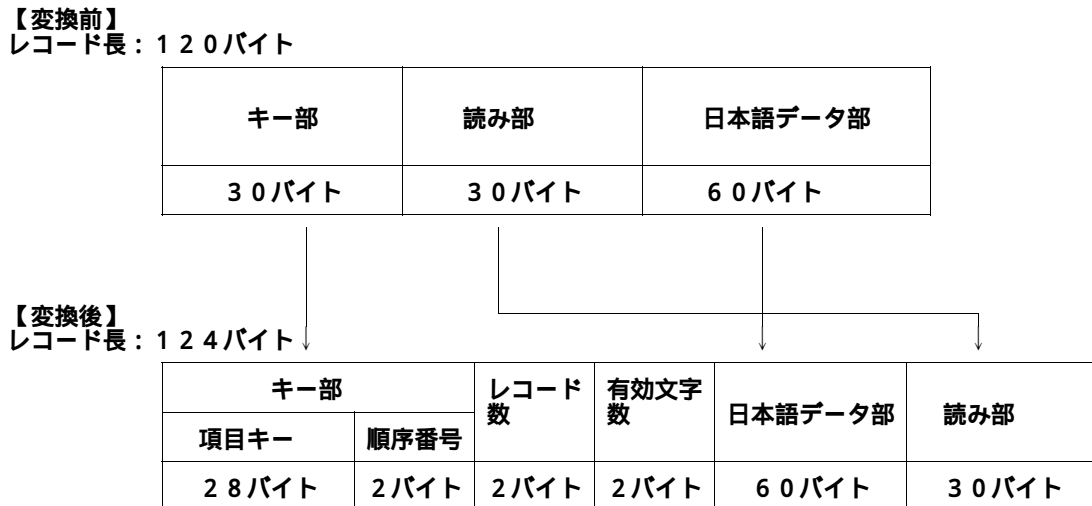 【変換前】
レコード長：１２０バイト
キー部 読み部 日本語データ部
３０バイト ３０バイト ６０バイト
【変換後】
レコード長：１２４バイト
キー部 レコード数 有効文字数 日本語データ部 読み部
項目キー 順序番号
２８バイト ２バイト ２バイト ２バイト ６０バイト ３０バイト